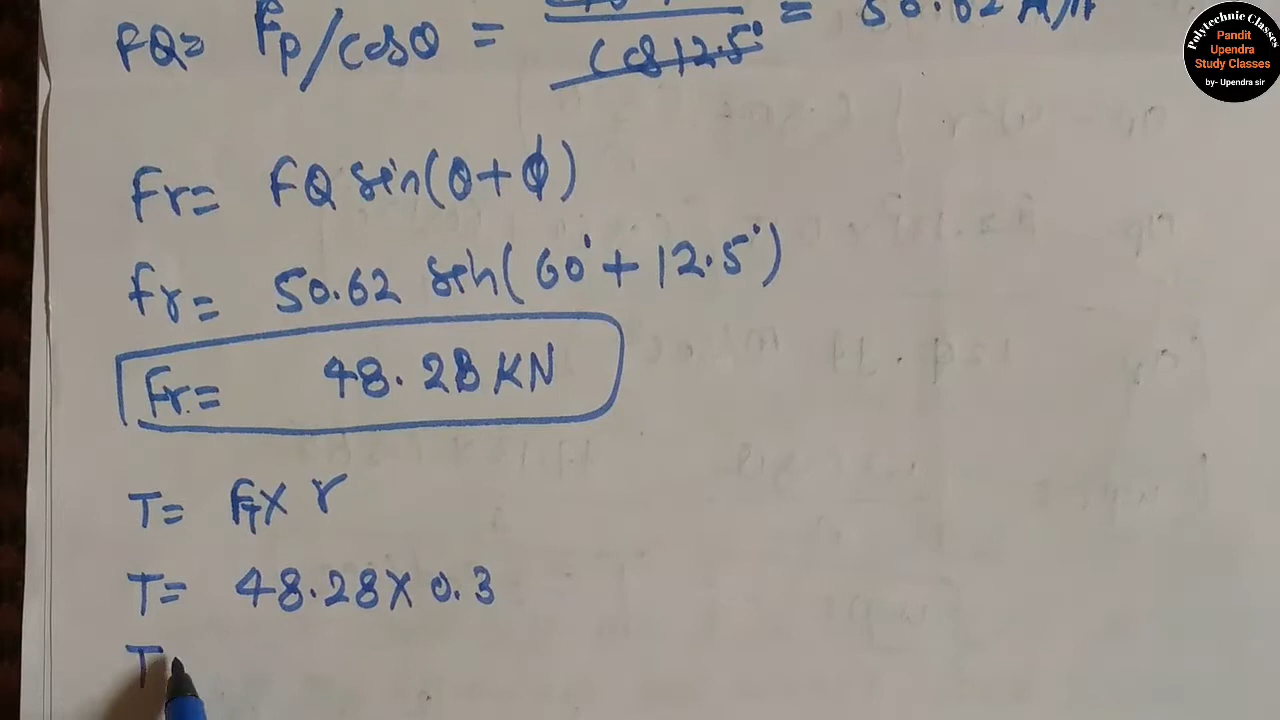 FQ= Fp/cosθ = cos12.5° = 50.62
Fr= FQ sin(θ+ϕ)
Fr= 50.62 sin(60°+12.5°)
Fr= 48.28 KN
T= FT× r
T= 48.28× 0.3
T
Polytechnic Classes
Pandit
Upendra
Study Classes
by- Upendra sir